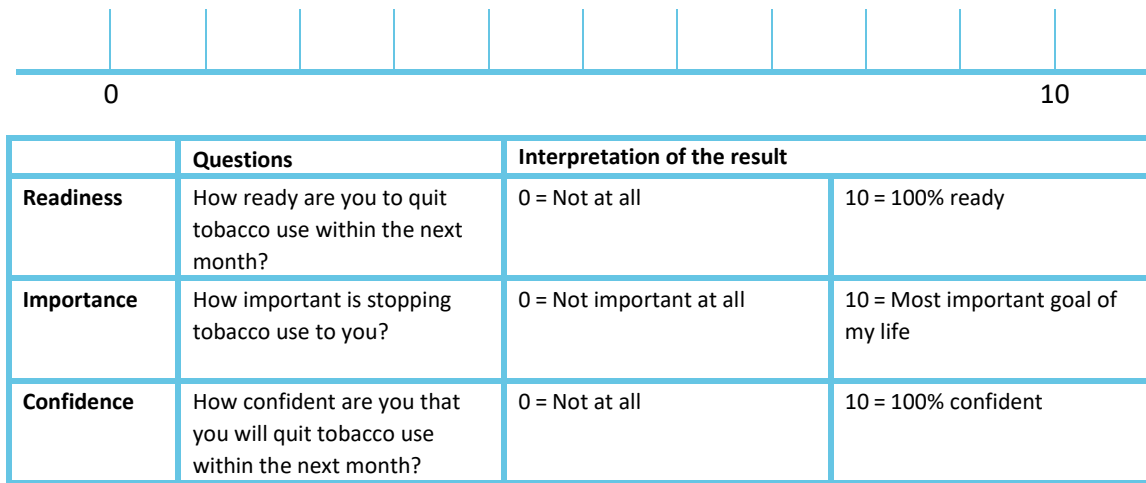 0 10
Questions Interpretation of the result
Readiness How ready are you to quit 0 = Not at all 10 = 100% ready
tobacco use within the next
month?
Importance How important is stopping 0 = Not important at all 10 = Most important goal of
tobacco use to you? my life
Confidence How confident are you that 0 = Not at all 10 = 100% confident
you will quit tobacco use
within the next month?